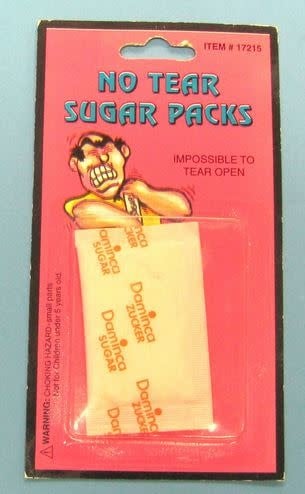 ITEM # 17215
NO TEAR
SUGAR PACKS
IMPOSSIBLE TO
TEAR OPEN
Daminca
SUGAR
Daminca
ZUCKER
Daminca
SUGAR
Daminca
ZUCKER
WARNING: CHOKING HAZARD-small parts
Not for Children under 5 years old.